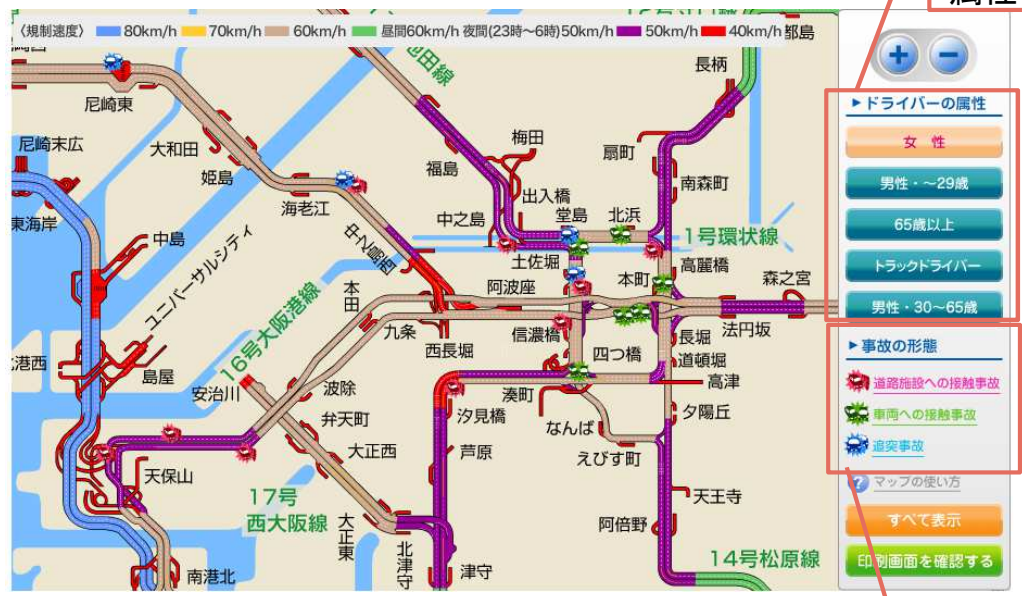 属性
〈規制速度〉 80km/h 70km/h 60km/h 昼間60km/h 夜間(23時～6時)50km/h 50km/h 40km/h
都島
池田線
長柄
尼崎東
尼崎末広
大和田
姫島
梅田
扇町
福島
南森町
出入橋
海老江
中之島
堂島
北浜
東海岸
1号環状線
中島
ユニバーサルシティ
中之島西
土佐堀
高麗橋
本町
森之宮
阿波座
本田
16号大阪港線
九条
信濃橋
法円坂
西長堀
長堀
四つ橋
道頓堀
島屋
高津
安治川
波除
湊町
汐見橋
夕陽丘
弁天町
なんば
大正西
芦原
えびす町
天保山
17号
西大阪線
天王寺
大正東
阿倍野
北津守
14号松原線
津守
南港北
▶ドライバーの属性
女 性
男性・～29歳
65歳以上
トラックドライバー
男性・30～65歳
▶事故の形態
道路施設への接触事故
車両への接触事故
追突事故
? マップの使い方
すべて表示
印刷画面を確認する